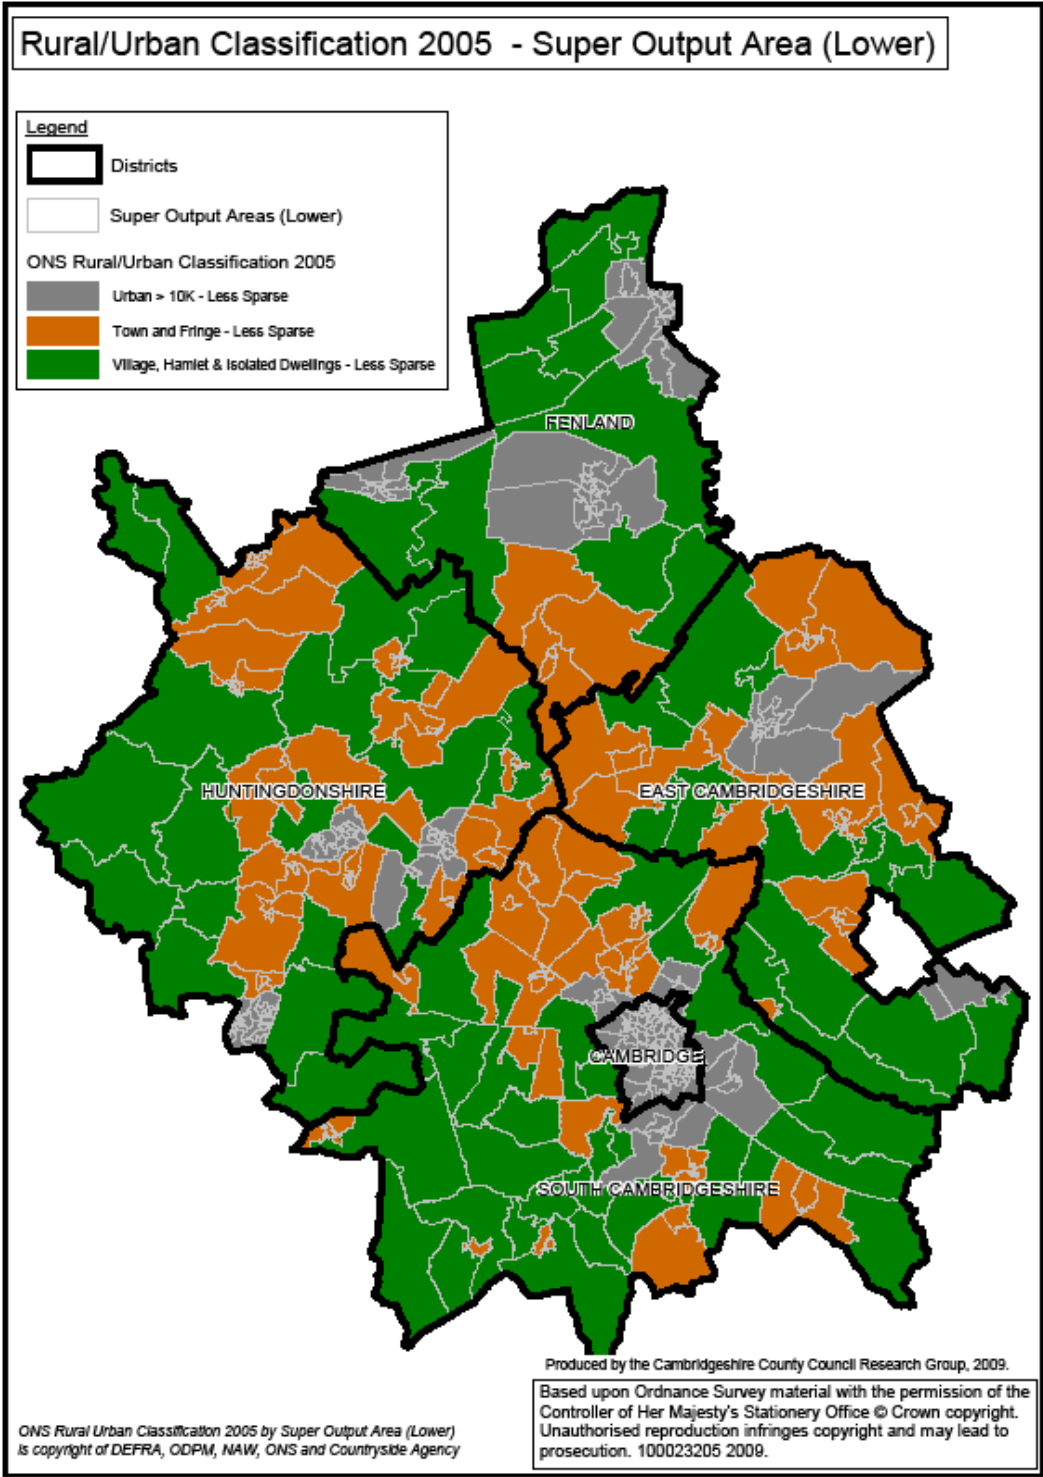 Rural/Urban Classification 2005 - Super Output Area (Lower)
Legend
Districts
Super Output Areas (Lower)
ONS Rural/Urban Classification 2005
Urban > 10K - Less Sparse
Town and Fringe - Less Sparse
Village, Hamlet & Isolated Dwellings - Less Sparse
FENLAND
HUNTINGDONSHIRE
EAST CAMBRIDGESHIRE
CAMBRIDGE
SOUTH CAMBRIDGESHIRE
Produced by the Cambridgeshire County Council Research Group, 2009.
Based upon Ordnance Survey material with the permission of the
Controller of Her Majesty's Stationery Office © Crown copyright.
Unauthorised reproduction infringes copyright and may lead to
prosecution. 100023205 2009.
ONS Rural Urban Classification 2005 by Super Output Area (Lower)
is copyright of DEFRA, ODPM, NAW, ONS and Countryside Agency